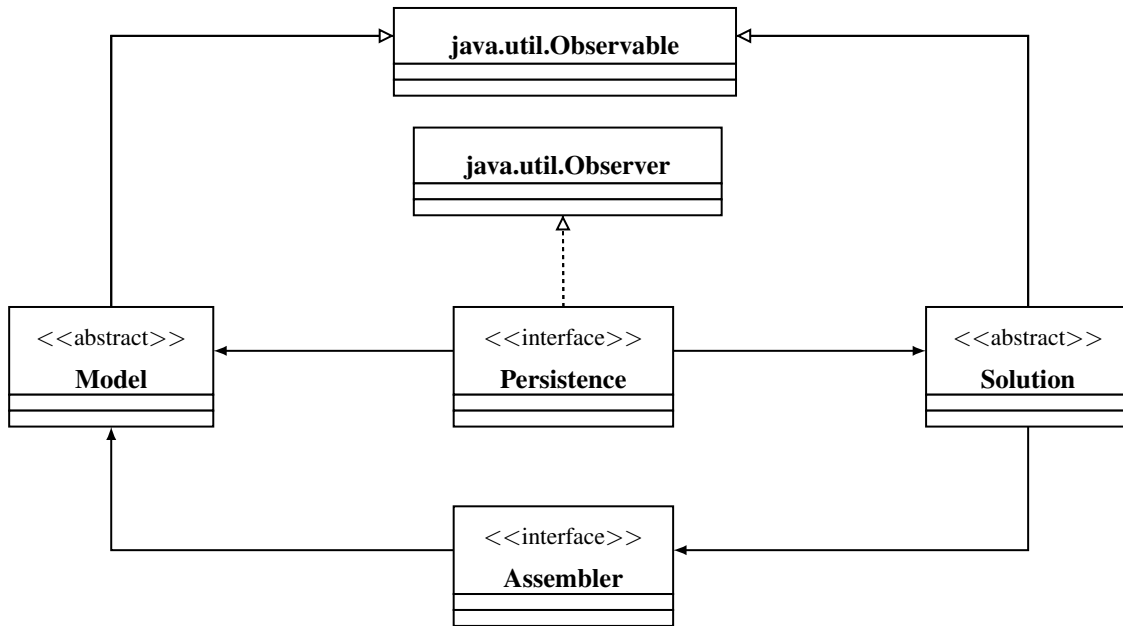 java.util.Observable
java.util.Observer
<<abstract>>
Model
<<interface>>
Persistence
<<abstract>>
Solution
<<interface>>
Assembler